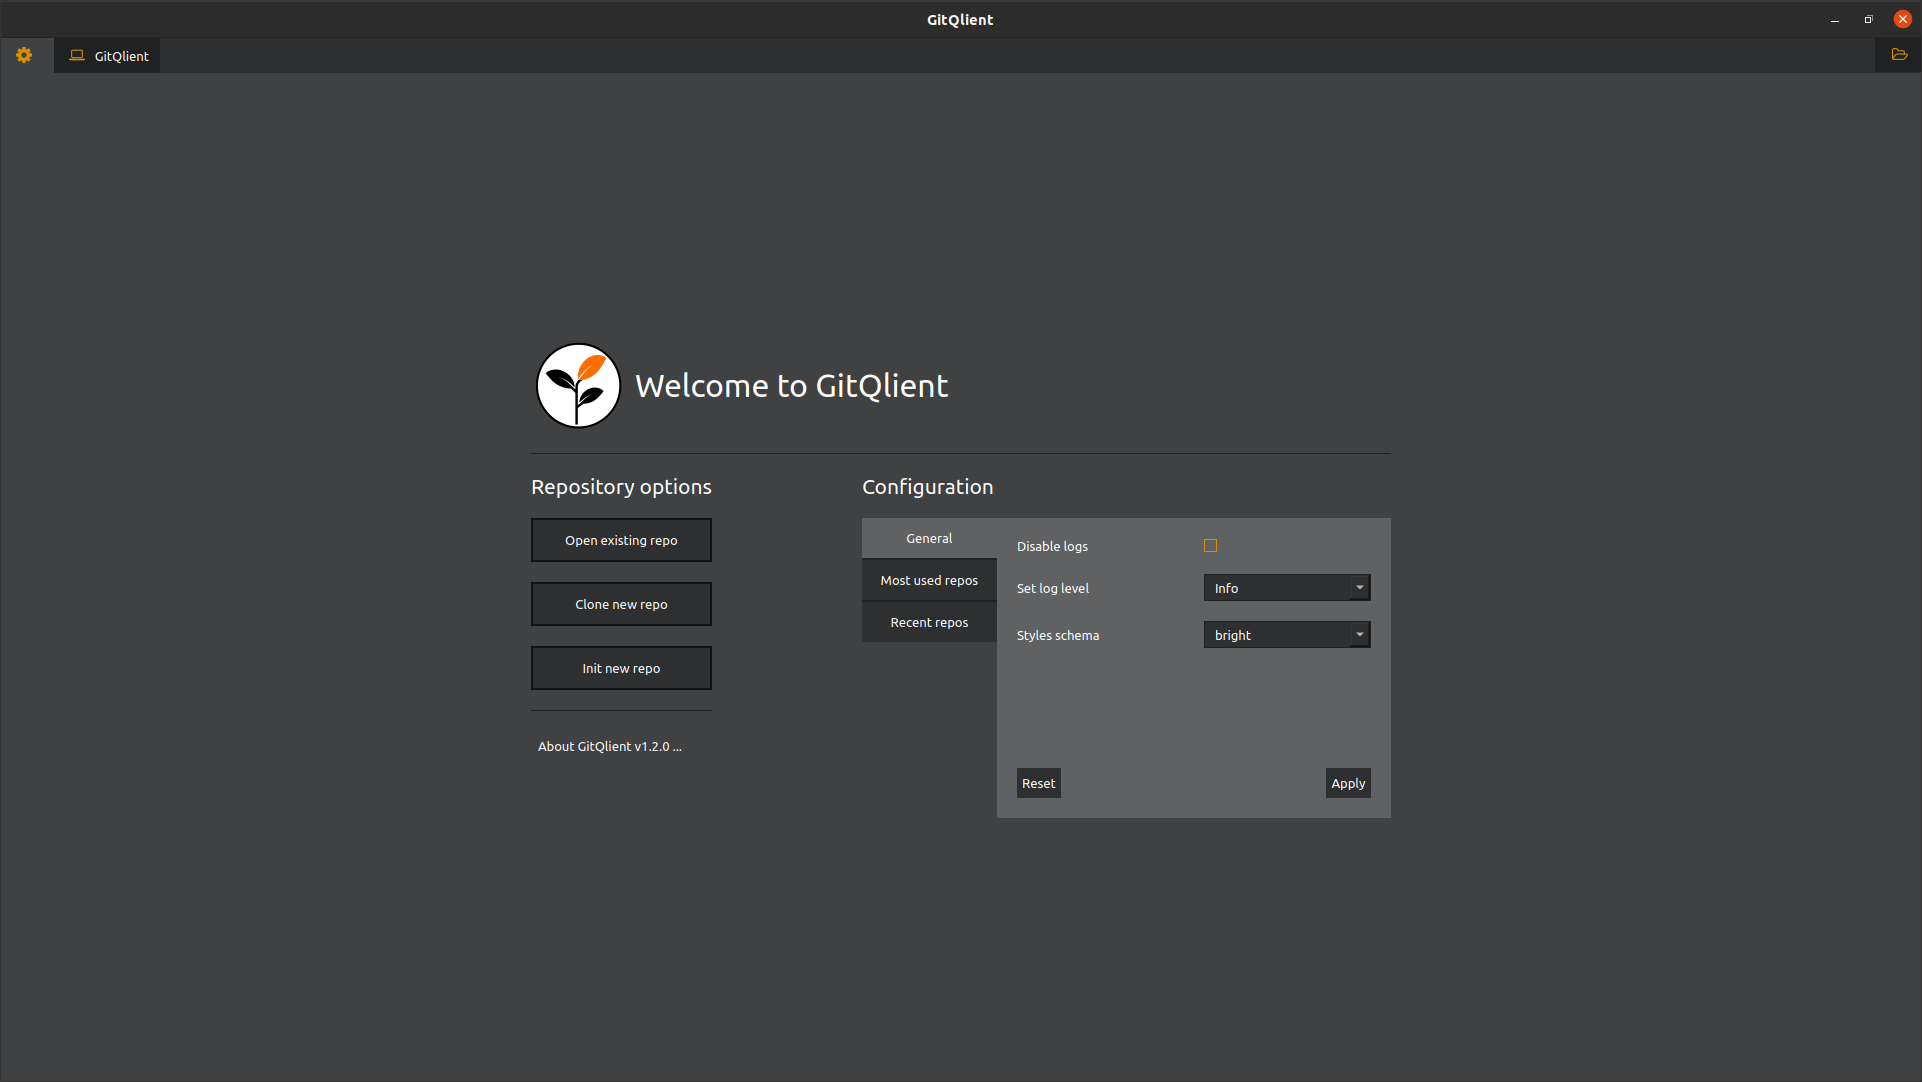 GitQlient
GitQlient
Welcome to GitQlient
Repository options
Open existing repo
Clone new repo
Init new repo
About GitQlient v1.2.0 ...
Configuration
General
Most used repos
Recent repos
Disable logs
Set log level
Info
Styles schema
bright
Reset
Apply